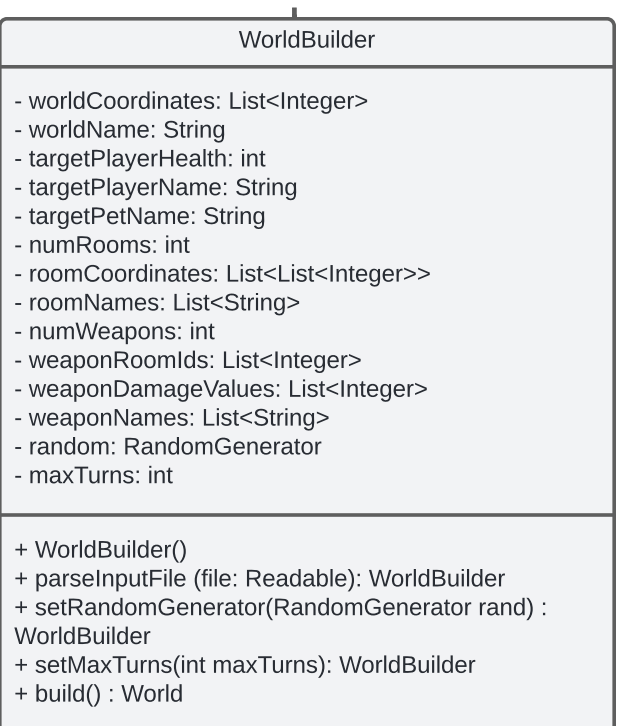 WorldBuilder
- worldCoordinates: List<Integer>
- worldName: String
- targetPlayerHealth: int
- targetPlayerName: String
- targetPetName: String
- numRooms: int
- roomCoordinates: List<List<Integer>>
- roomNames: List<String>
- numWeapons: int
- weaponRoomIds: List<Integer>
- weaponDamageValues: List<Integer>
- weaponNames: List<String>
- random: RandomGenerator
- maxTurns: int
+ WorldBuilder()
+ parseInputFile (file: Readable): WorldBuilder
+ setRandomGenerator(RandomGenerator rand) :
WorldBuilder
+ setMaxTurns(int maxTurns): WorldBuilder
+ build() : World